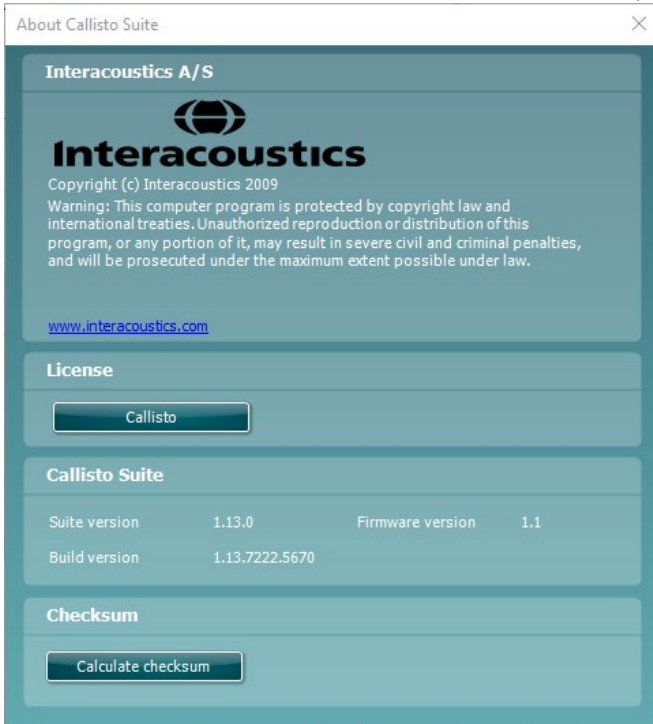 About Callisto Suite
Interacoustics A/S
Interacoustics
Copyright (c) Interacoustics 2009
Warning: This computer program is protected by copyright law and
international treaties. Unauthorized reproduction or distribution of this
program, or any portion of it, may result in severe civil and criminal penalties,
and will be prosecuted under the maximum extent possible under law.
www.interacoustics.com
License
Callisto
Callisto Suite
Suite version 1.13.0 Firmware version 1.1
Build version 1.13.7222.5670
Checksum
Calculate checksum